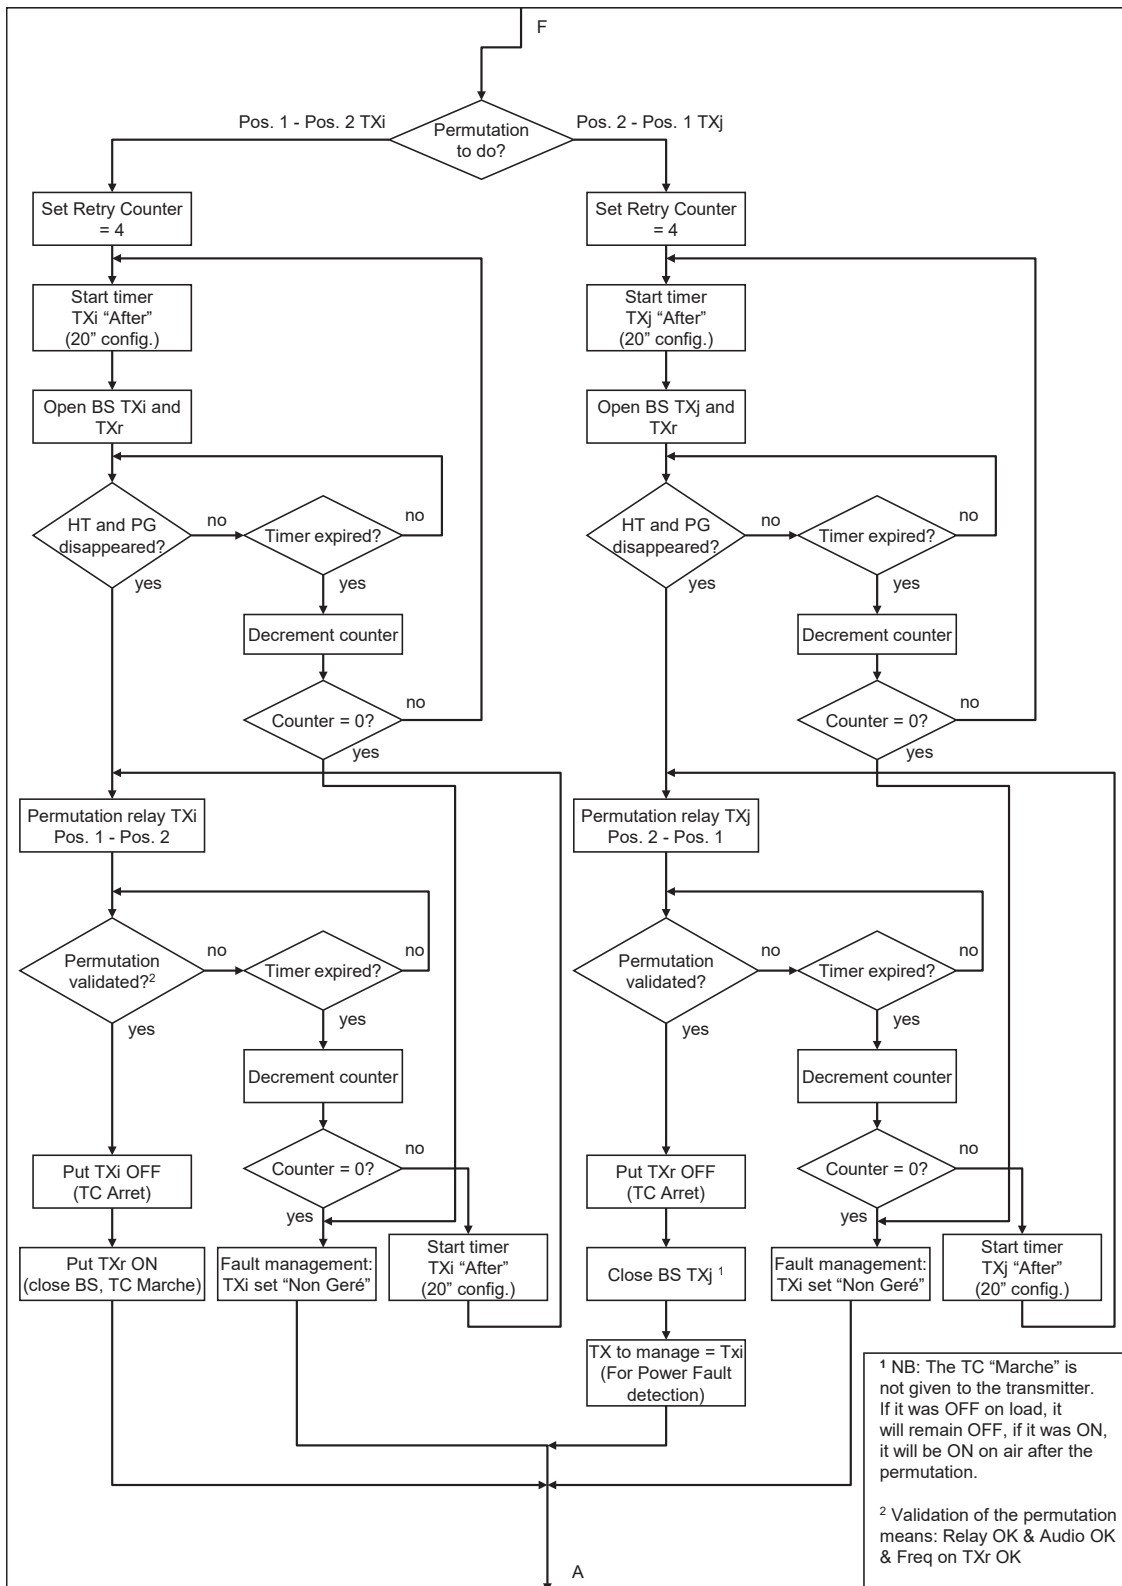 F
Pos. 1 - Pos. 2 TXi
Permutation
to do?
Pos. 2 - Pos. 1 TXj
Set Retry Counter
= 4
Start timer
TXi “After”
(20” config.)
Open BS TXi and
TXr
HT and PG
disappeared?
no
Timer expired?
no
yes
yes
Decrement counter
Counter = 0?
no
yes
Permutation relay TXi
Pos. 1 - Pos. 2
Permutation
validated?²
no
Timer expired?
no
yes
yes
Decrement counter
Counter = 0?
no
yes
Put TXi OFF
(TC Arret)
Put TXr ON
(close BS, TC Marche)
Fault management:
TXi set “Non Geré”
Start timer
TXi “After”
(20” config.)
Set Retry Counter
= 4
Start timer
TXj “After”
(20” config.)
Open BS TXj and
TXr
HT and PG
disappeared?
no
Timer expired?
no
yes
yes
Decrement counter
Counter = 0?
no
yes
Permutation relay TXj
Pos. 2 - Pos. 1
Permutation
validated?
no
Timer expired?
no
yes
yes
Decrement counter
Counter = 0?
no
yes
Put TXr OFF
(TC Arret)
Close BS TXj ¹
TX to manage = Txi
(For Power Fault
detection)
Fault management:
TXi set “Non Geré”
Start timer
TXj “After”
(20” config.)
¹ NB: The TC “Marche” is
not given to the transmitter.
If it was OFF on load, it
will remain OFF, if it was ON,
it will be ON on air after the
permutation.
² Validation of the permutation
means: Relay OK & Audio OK
& Freq on TXr OK
A